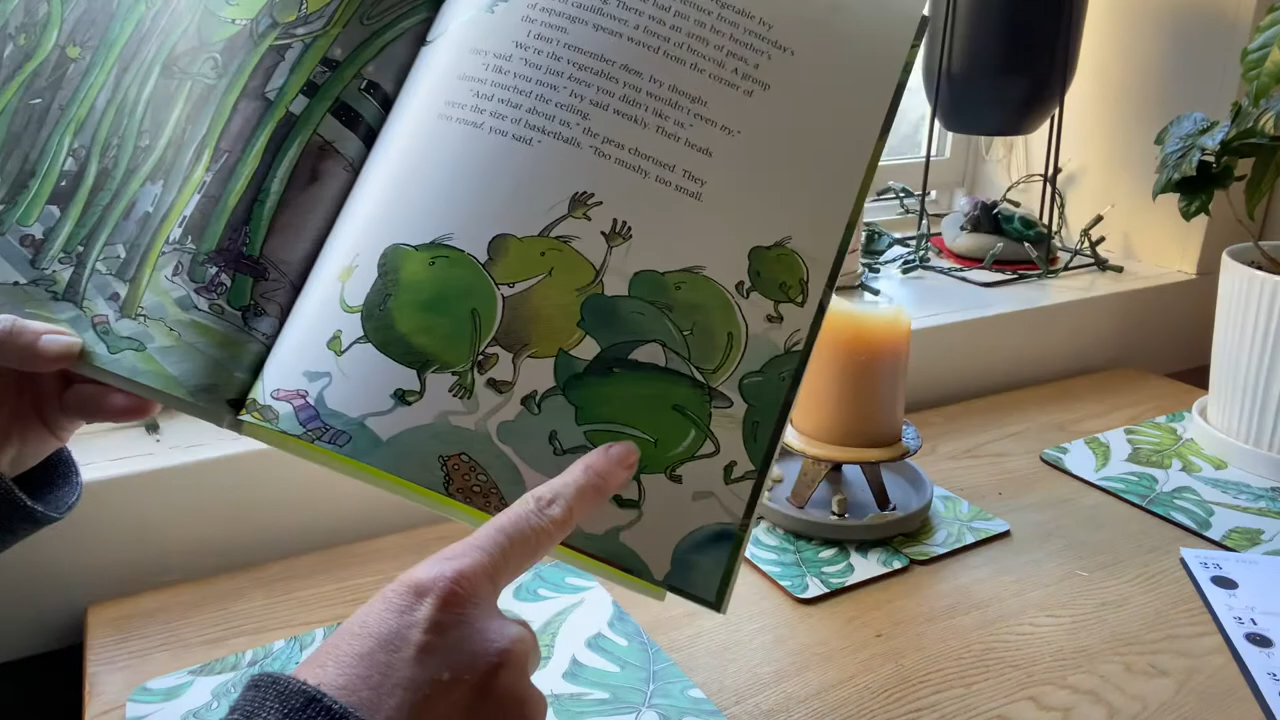 vegetable Ivy
lettuce from yesterday's
she had put on her brother's
There was an army of peas, a
of cauliflower, a forest of broccoli. A group
of asparagus spears waved from the corner of
the room.
I don't remember them, Ivy thought.
"We're the vegetables you wouldn't even try,"
they said. "You just knew you didn't like us."
"I like you now," Ivy said weakly. Their heads
almost touched the ceiling.
"And what about us," the peas chorused. They
were the size of basketballs. "Too mushy, too small,
too round, you said."
23
24